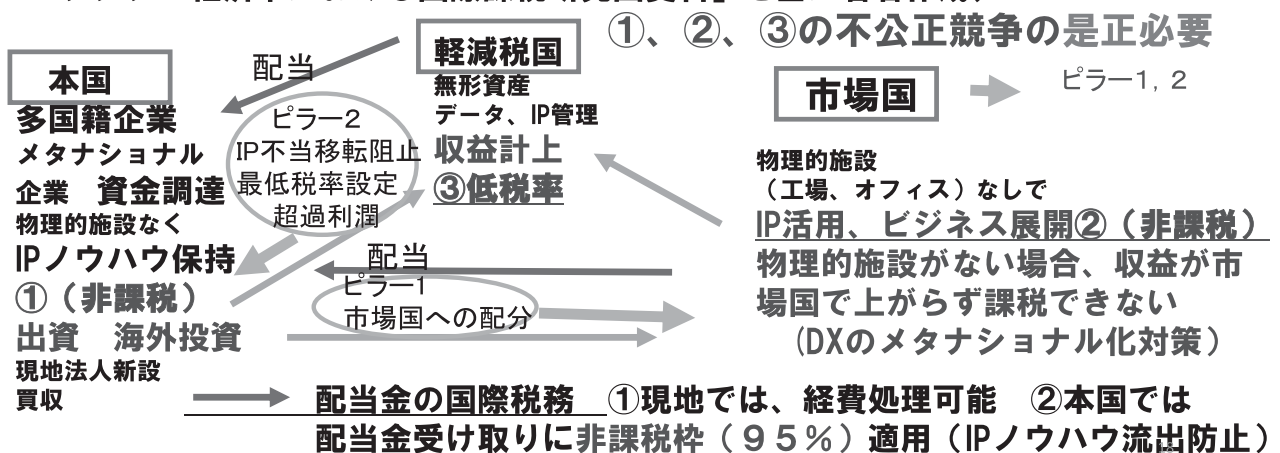 ①、②、③の不公正競争の是正必要
本国
多国籍企業
メタナショナル
企業　資金調達
物理的施設なく
IPノウハウ保持
①（非課税）
出資　海外投資
現地法人新設
買収
配当
ピラー2
IP不当移転阻止
最低税率設定
超過利潤
軽減税国
無形資産
データ、IP管理
収益計上
③低税率
配当
ピラー1
市場国への配分
市場国
ピラー1, 2
物理的施設
（工場、オフィス）なしで
IP活用、ビジネス展開②（非課税）
物理的施設がない場合、収益が市
場国で上がらず課税できない
（DXのメタナショナル化対策）
配当金の国際税務　①現地では、経費処理可能　②本国では
配当金受け取りに非課税枠（９５％）適用（IPノウハウ流出防止）